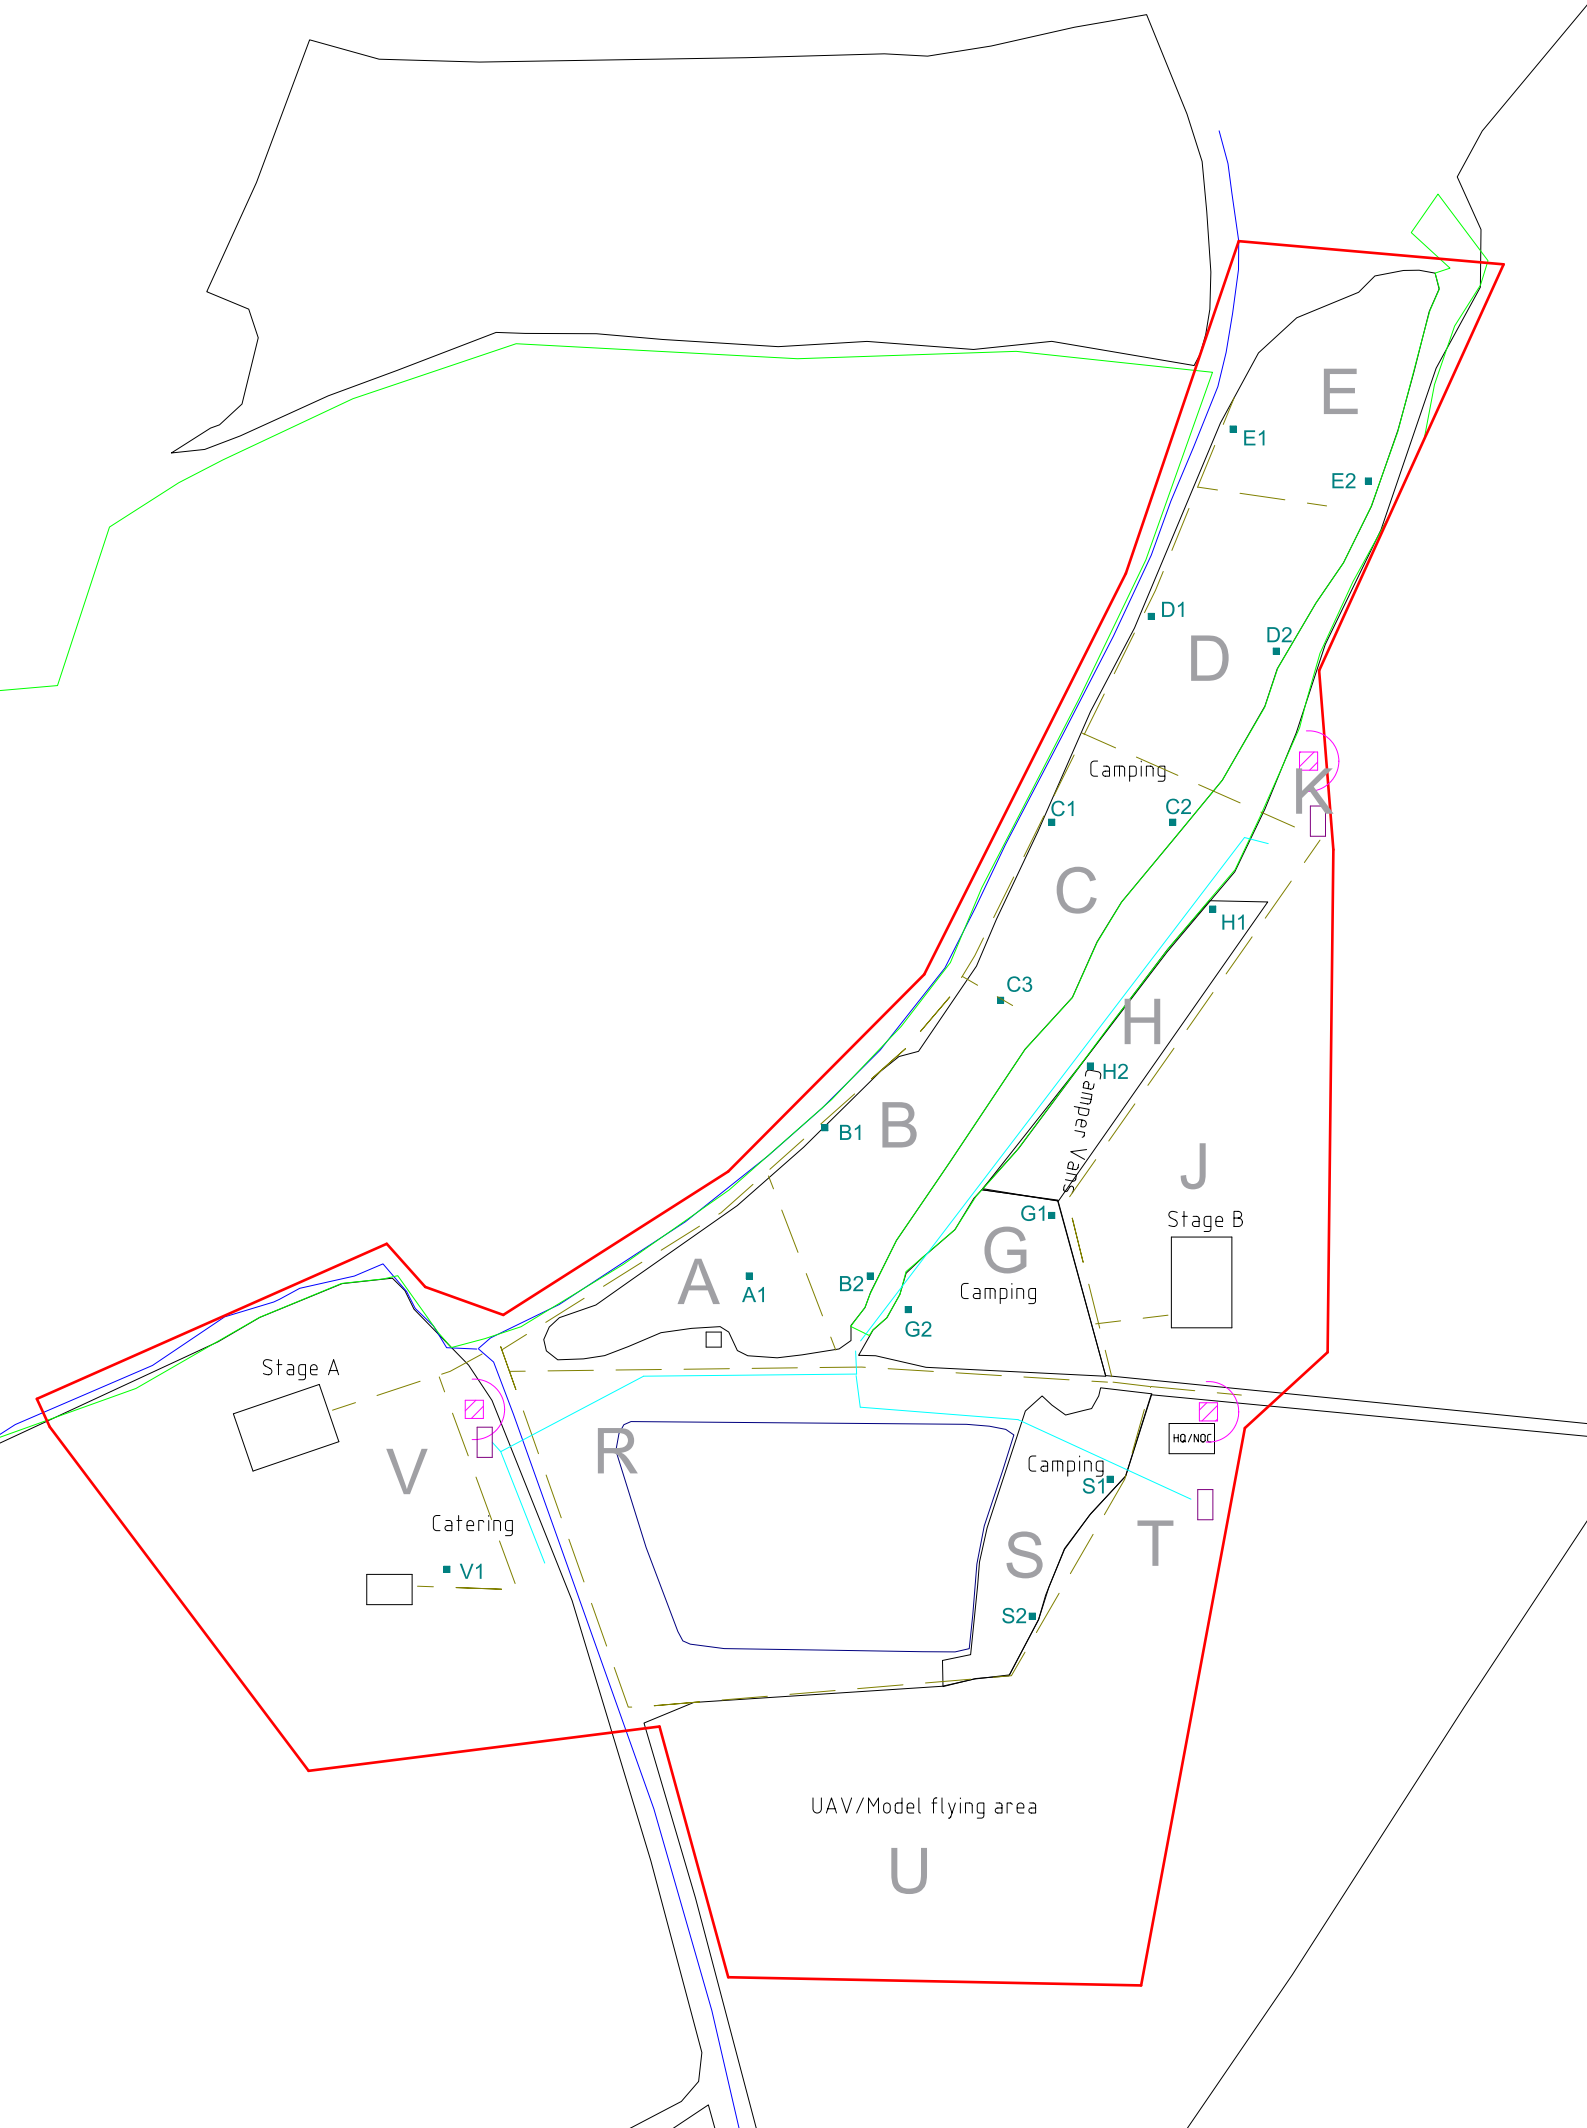 E
E1
E2
D1
D2
D
Camping
K
C1
C2
C
H1
C3
H
H2
B
B1
Camper Vans
J
G1
Stage B
G
A
B2
Camping
A1
G2
Stage A
HQ/NOC
R
Camping
V
S1
Catering
T
S
V1
S2
UAV/Model flying area
U